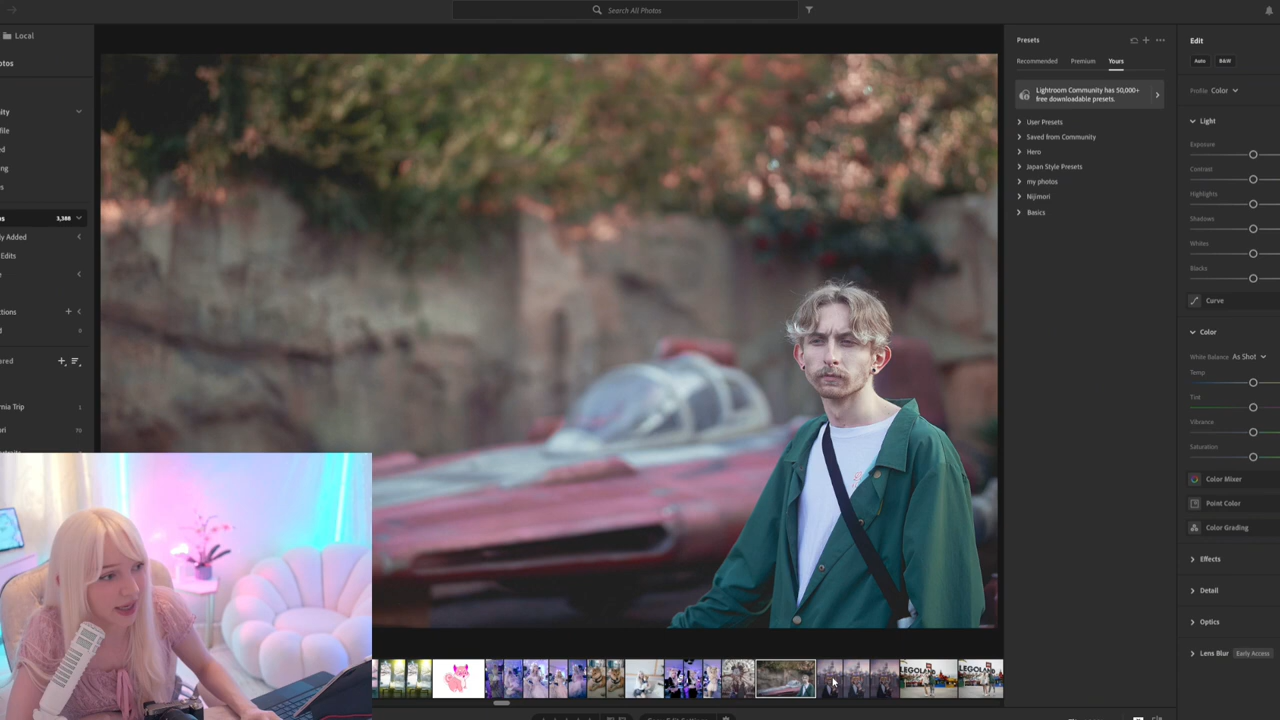 Search All Photos
Local
Presets
Recommended
Premium
Yours
Lightroom Community has 50,000+
free downloadable presets.
User Presets
Saved from Community
Hero
Japan Style Presets
my photos
Nijimori
Basics
Edit
Auto
B&W
Profile
Color
Light
Exposure
Contrast
Highlights
Shadows
Whites
Blacks
Curve
Color
White Balance
As Shot
Temp
Tint
Vibrance
Saturation
Color Mixer
Point Color
Color Grading
Effects
Detail
Optics
Lens Blur
Early Access
3,388
Edits
1
LEGOLAND
LEGOLAND